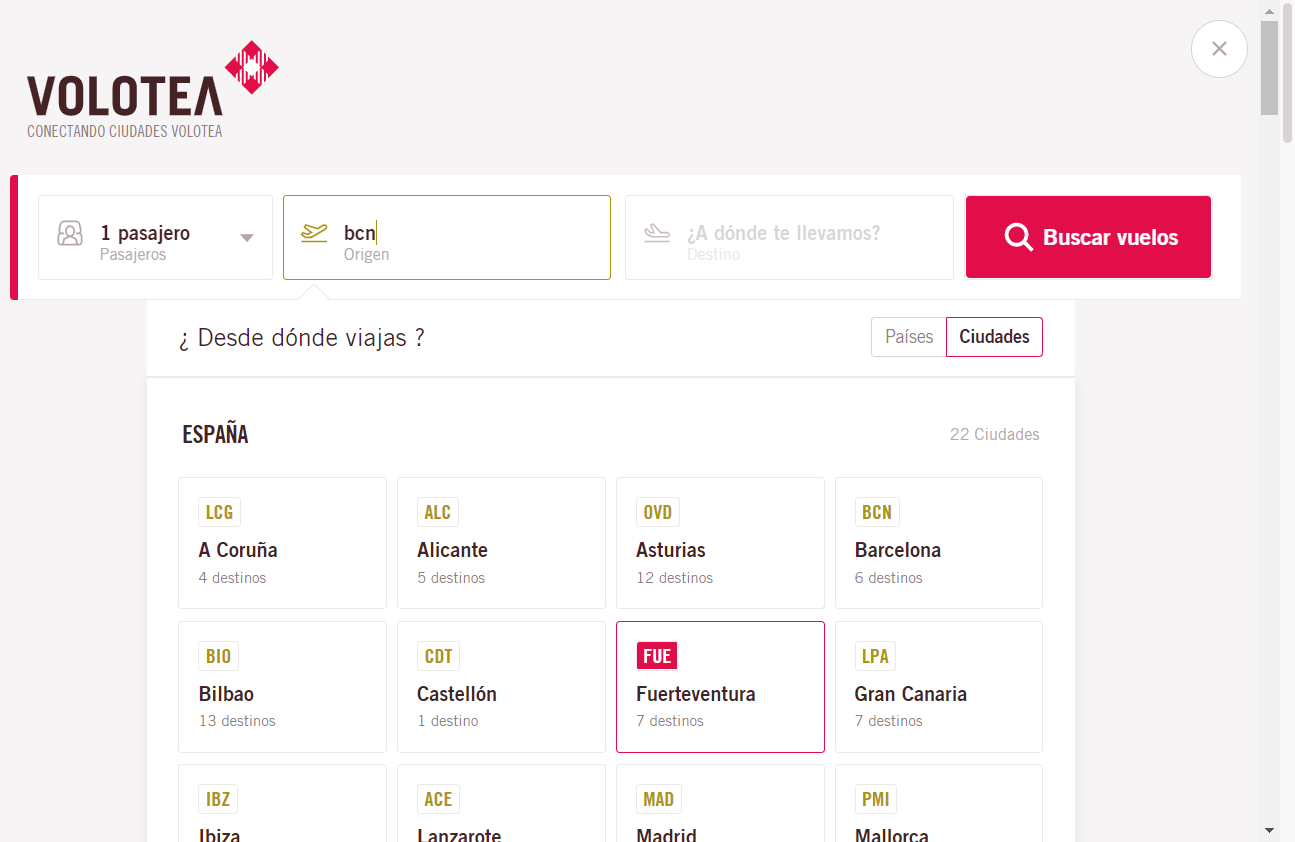 VOLOTEA
CONECTANDO CIUDADES VOLOTEA
1 pasajero
Pasajeros
bcn
Origen
¿A dónde te llevamos?
Destino
Buscar vuelos
¿ Desde dónde viajas ?
Países
Ciudades
ESPAÑA
22 Ciudades
LCG
A Coruña
4 destinos
ALC
Alicante
5 destinos
OVD
Asturias
12 destinos
BCN
Barcelona
6 destinos
BIO
Bilbao
13 destinos
CDT
Castellón
1 destino
FUE
Fuerteventura
7 destinos
LPA
Gran Canaria
7 destinos
IBZ
Ibiza
ACE
Lanzarote
MAD
Madrid
PMI
Mallorca